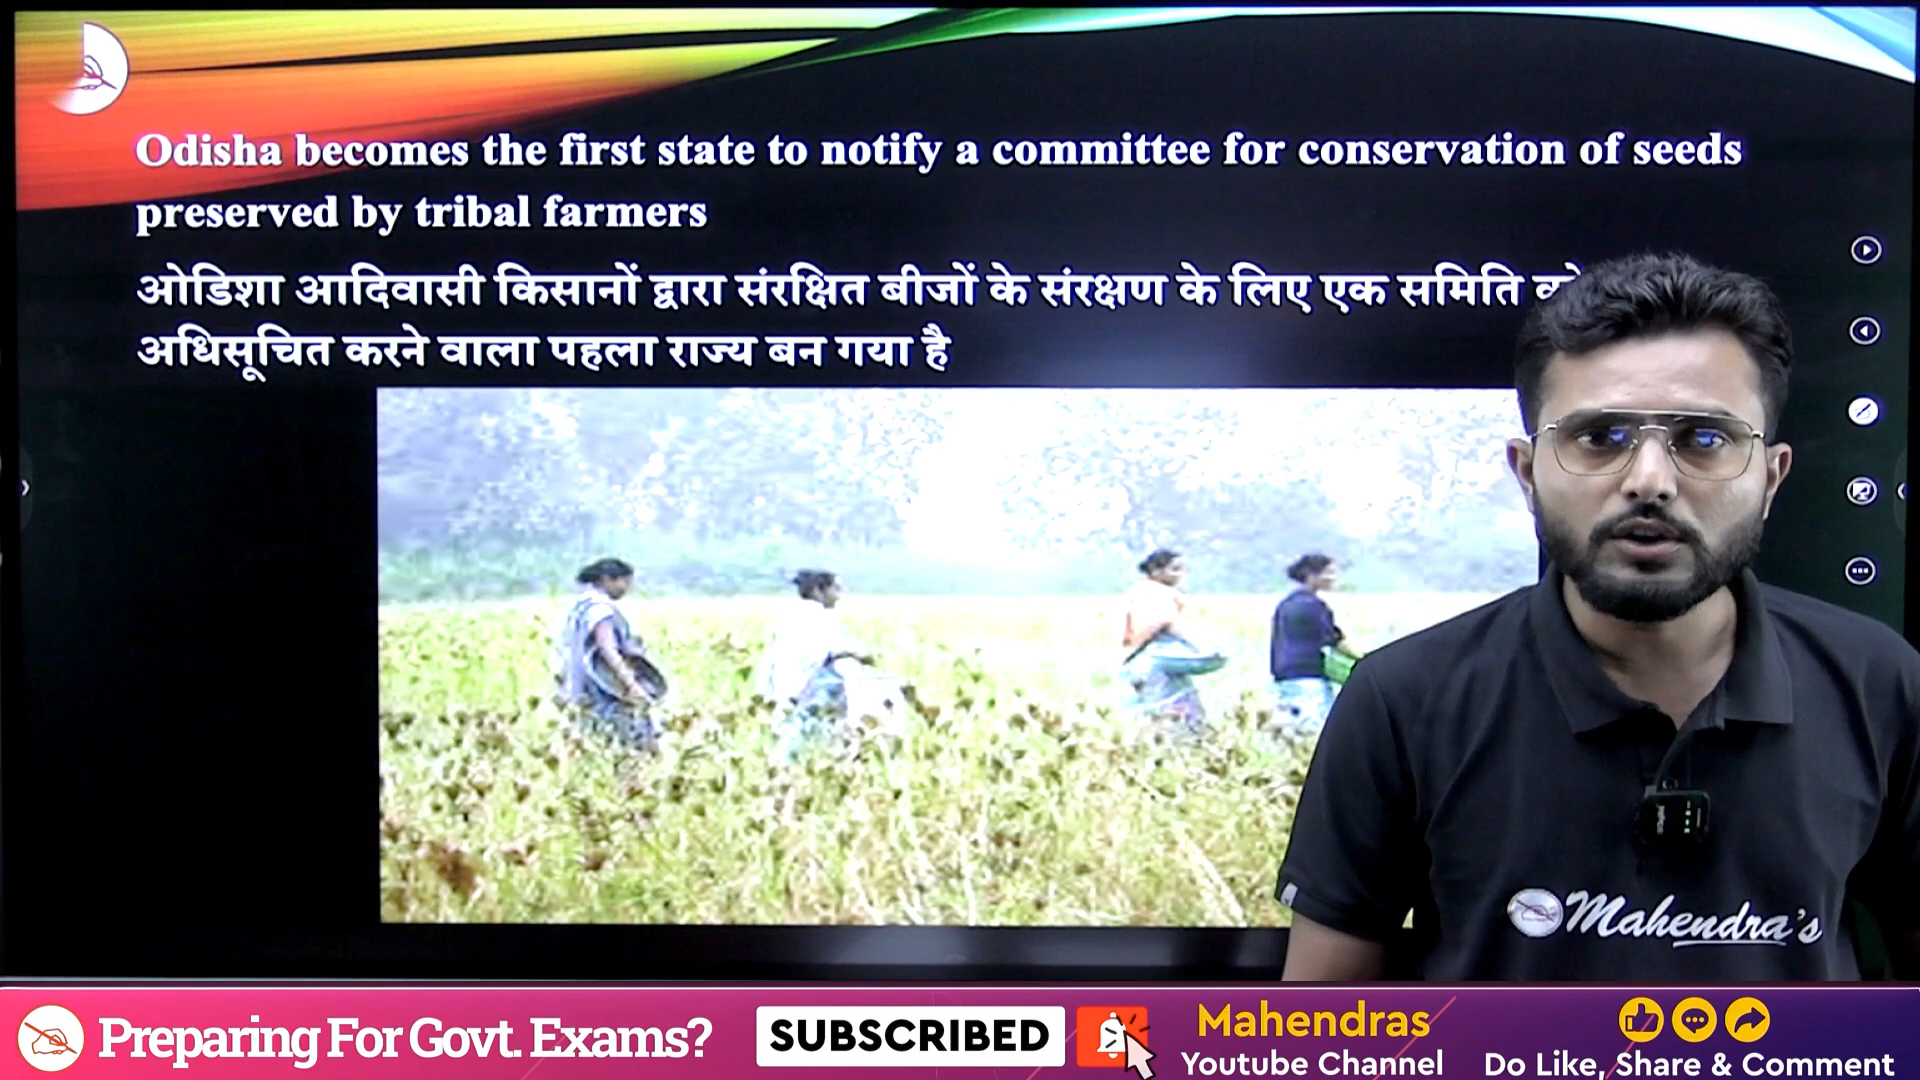 Odisha becomes the first state to notify a committee for conservation of seeds
preserved by tribal farmers
ओडिशा आदिवासी किसानों द्वारा संरक्षित बीजों के संरक्षण के लिए एक समिति
अधिसूचित करने वाला पहला राज्य बन गया है
Mahendra's
Preparing For Govt. Exams?
SUBSCRIBED
Mahendras
Youtube Channel
Do Like, Share & Comment